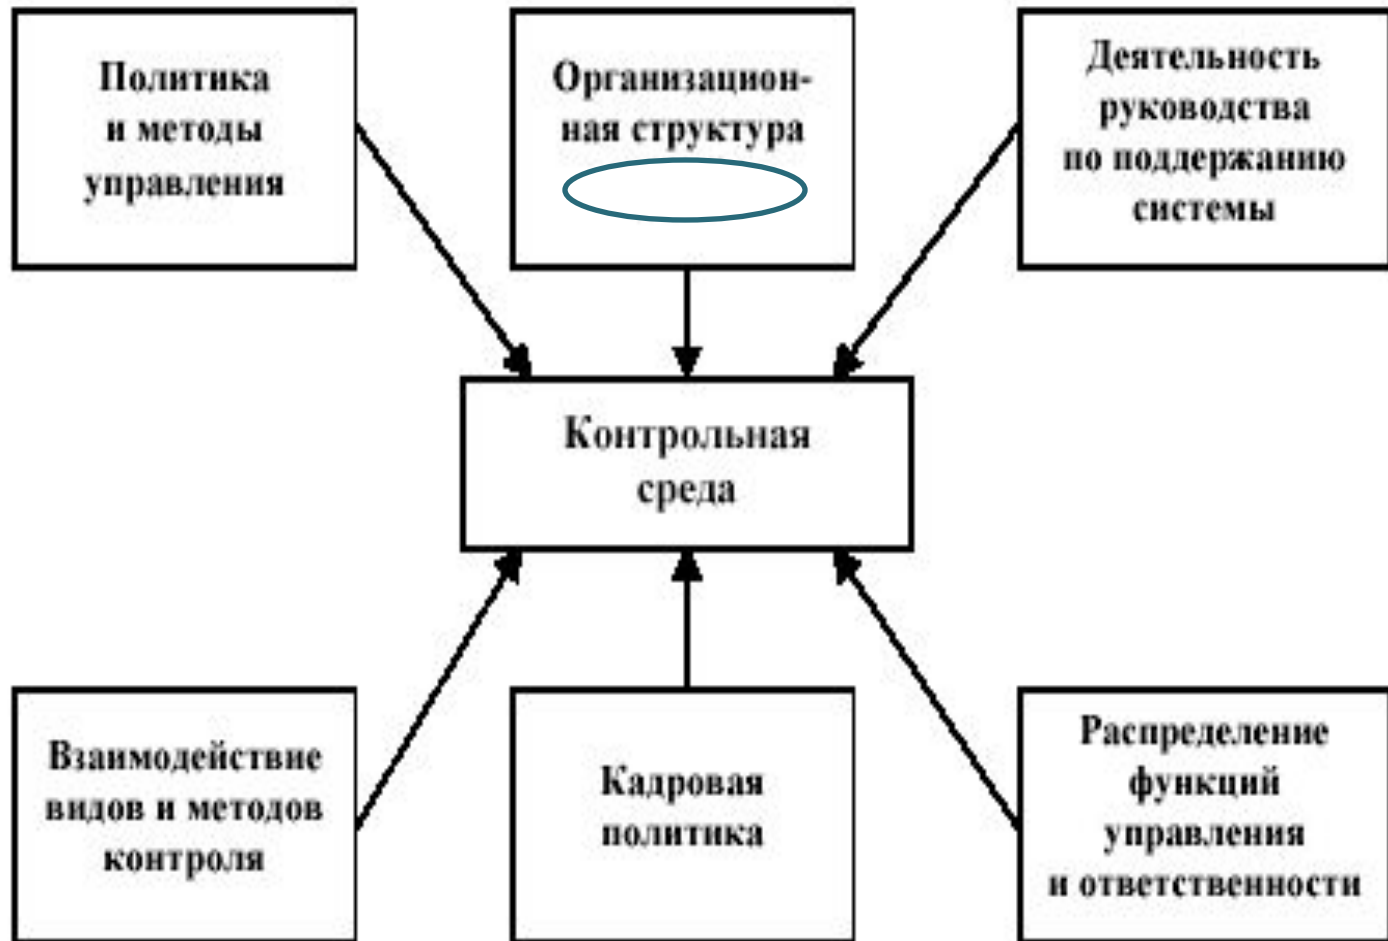 Политика
и методы
управления
Организацион-
ная структура
Деятельность
руководства
по поддержанию
системы
Контрольная
среда
Взаимодействие
видов и методов
контроля
Кадровая
политика
Распределение
функций
управления
и ответственности